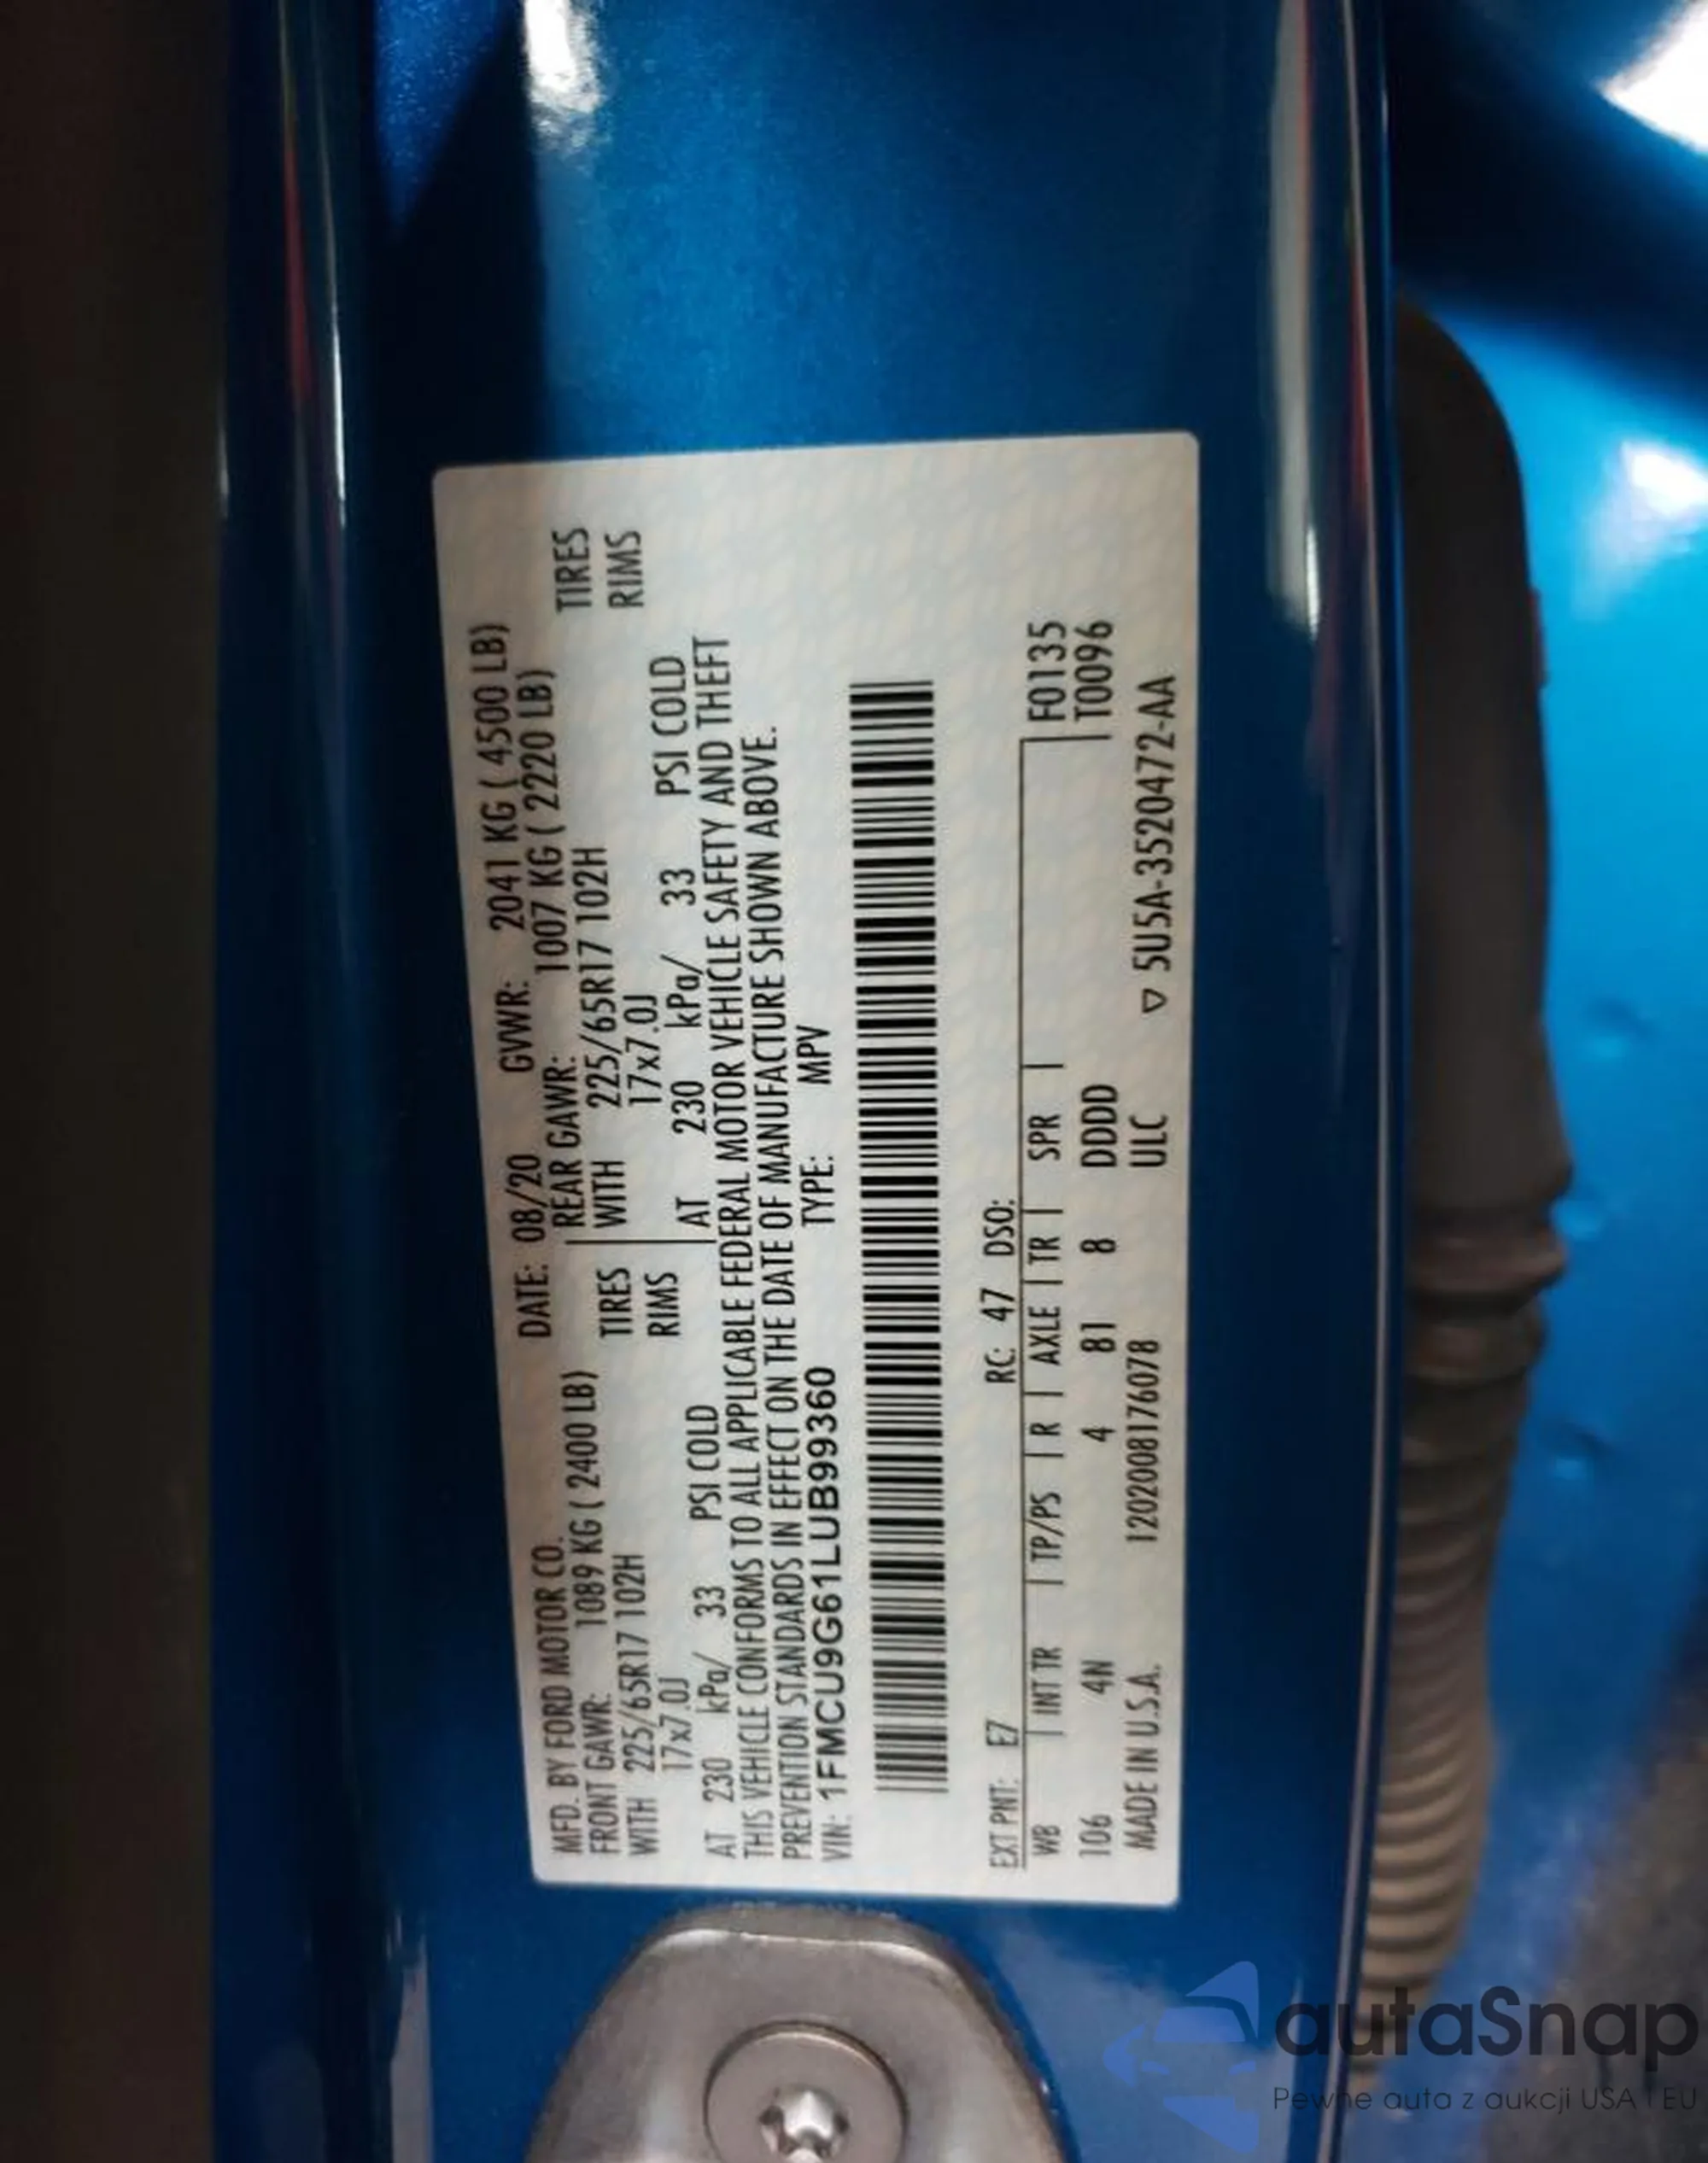 MFD. BY FORD MOTOR CO. DATE: 08/20 GVWR: 2041 KG ( 4500 LB)
FRONT GAWR: 1089 KG ( 2400 LB) REAR GAWR: 1007 KG ( 2220 LB)
WITH 225/65R17 102H TIRES WITH 225/65R17 102H TIRES
17x7.0J RIMS 17x7.0J RIMS
AT 230 kPa/ 33 PSI COLD AT 230 kPa/ 33 PSI COLD
THIS VEHICLE CONFORMS TO ALL APPLICABLE FEDERAL MOTOR VEHICLE SAFETY AND THEFT
PREVENTION STANDARDS IN EFFECT ON THE DATE OF MANUFACTURE SHOWN ABOVE.
VIN: 1FMCU9G61LUB99360 TYPE: MPV
EXT PNT: E7 RC: 47 DSO:
WB | INT TR | TP/PS | R | AXLE | TR | SPR | F0135
106 4N 4 81 8 DDDD T0096
MADE IN U.S.A. 1202008176078 ULC ▽ 5U5A-3520472-AA
autaSnap
Pewne auta z aukcji USA i EU